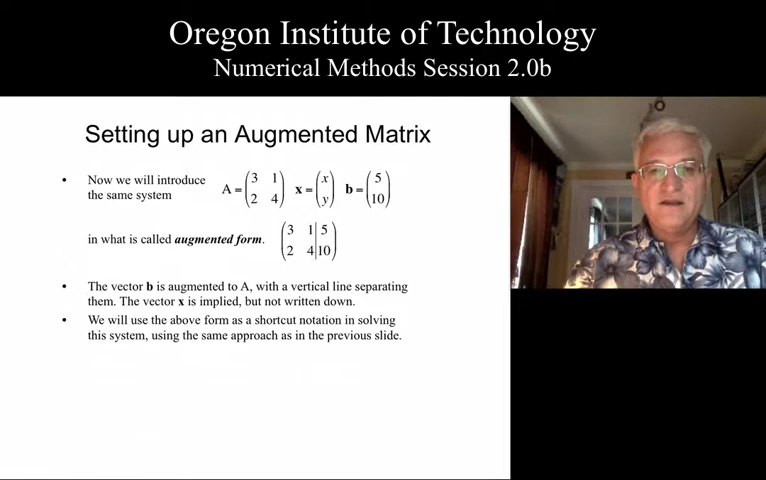 Oregon Institute of Technology
Numerical Methods Session 2.0b
Setting up an Augmented Matrix
• Now we will introduce the same system A = (3 1; 2 4) x = (x; y) b = (5; 10)
in what is called augmented form. (3 1 | 5; 2 4 | 10)
• The vector b is augmented to A, with a vertical line separating
them. The vector x is implied, but not written down.
• We will use the above form as a shortcut notation in solving
this system, using the same approach as in the previous slide.